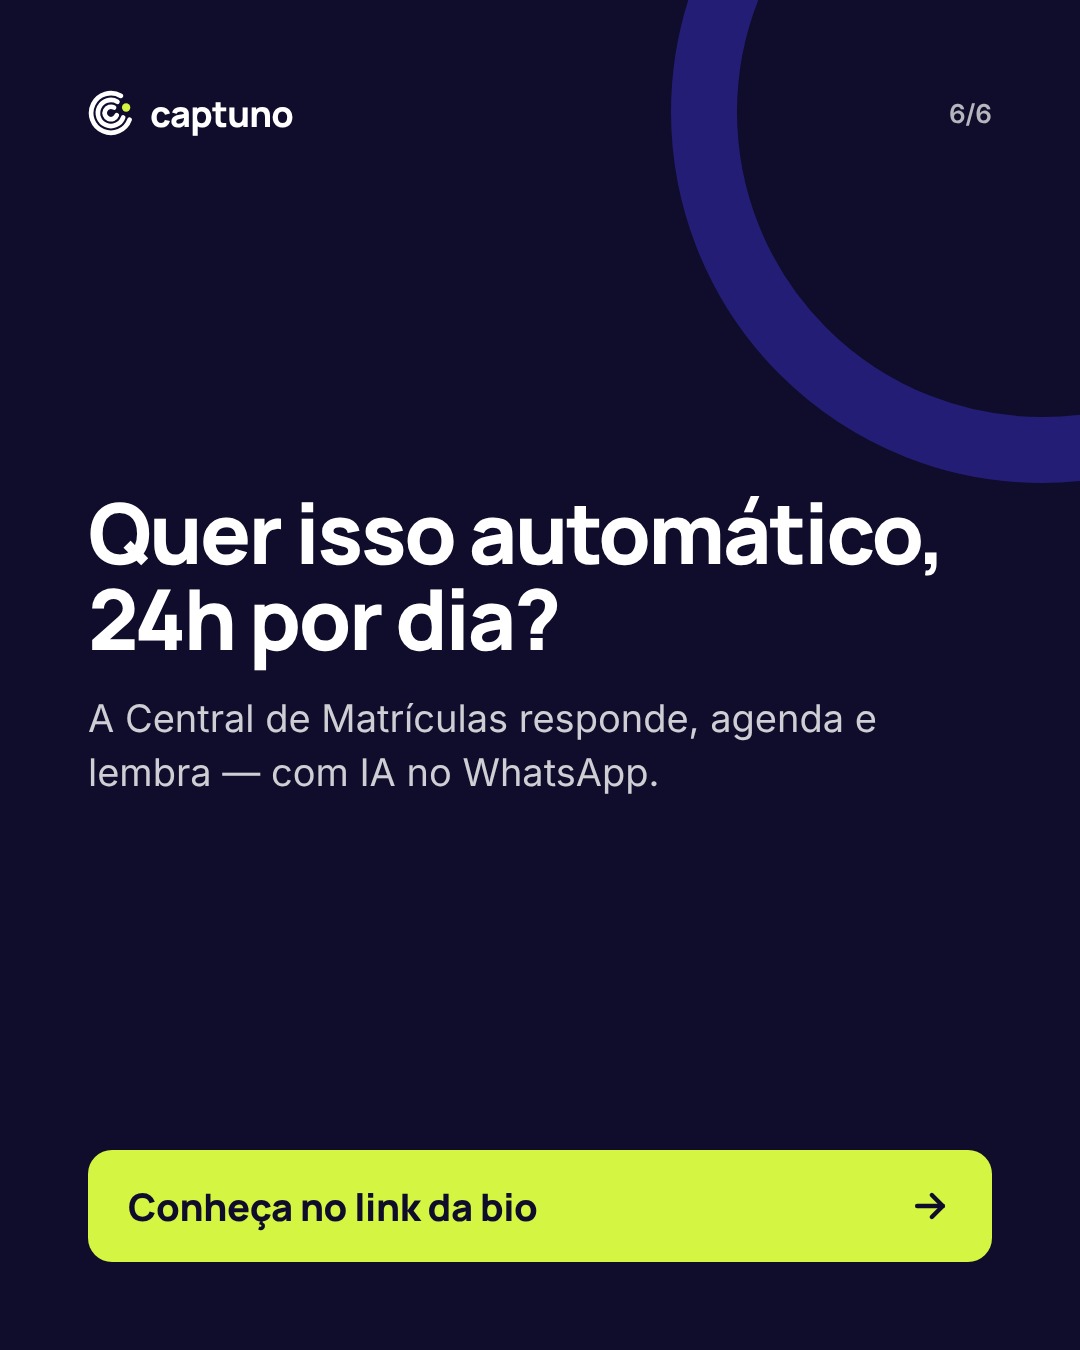 captuno
6/6
Quer isso automático,
24h por dia?
A Central de Matrículas responde, agenda e
lembra — com IA no WhatsApp.
Conheça no link da bio →